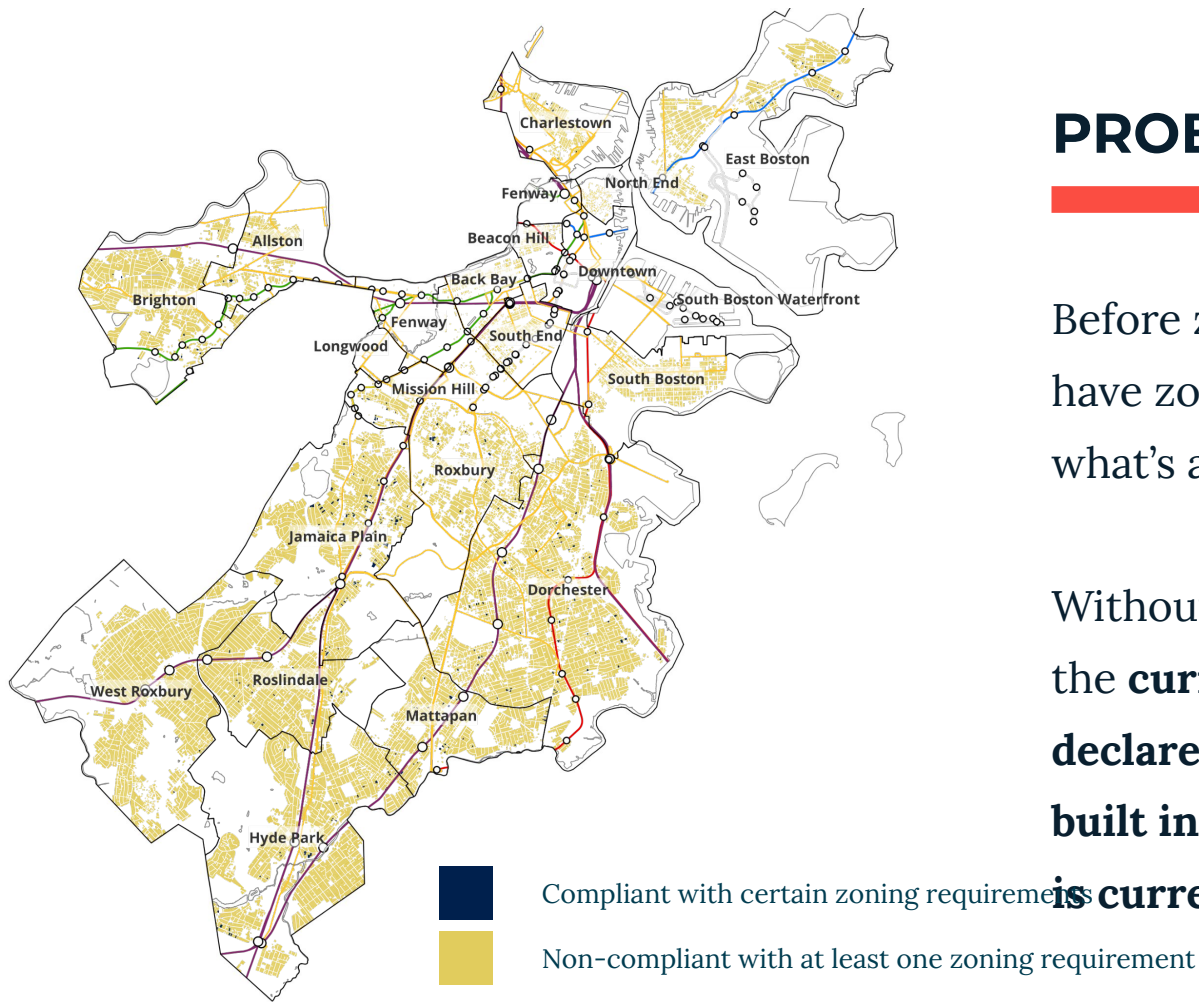 Charlestown
East Boston
North End
Fenway
Beacon Hill
Allston
Downtown
Back Bay
Brighton
South Boston Waterfront
Fenway
South End
Longwood
South Boston
Mission Hill
Roxbury
Jamaica Plain
Dorchester
Roslindale
West Roxbury
Mattapan
Hyde Park
Compliant with certain zoning requirements
Non-compliant with at least one zoning requirement
Before
have zo
what's a
Withou
the curr
declare
built in
is curre